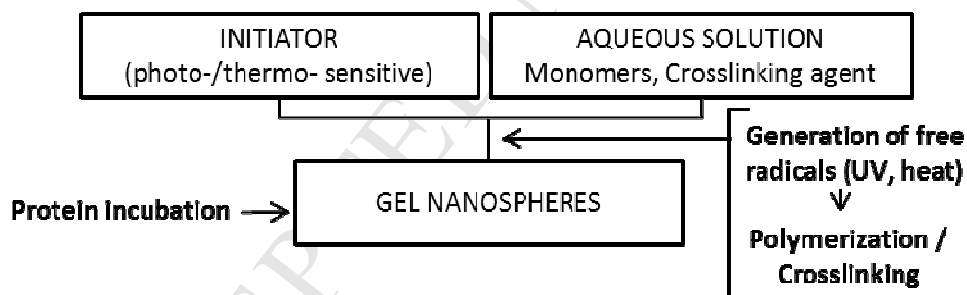 INITIATOR
(photo-/thermo- sensitive)
AQUEOUS SOLUTION
Monomers, Crosslinking agent
Generation of free
radicals (UV, heat)
Polymerization /
Crosslinking
Protein incubation
GEL NANOSPHERES